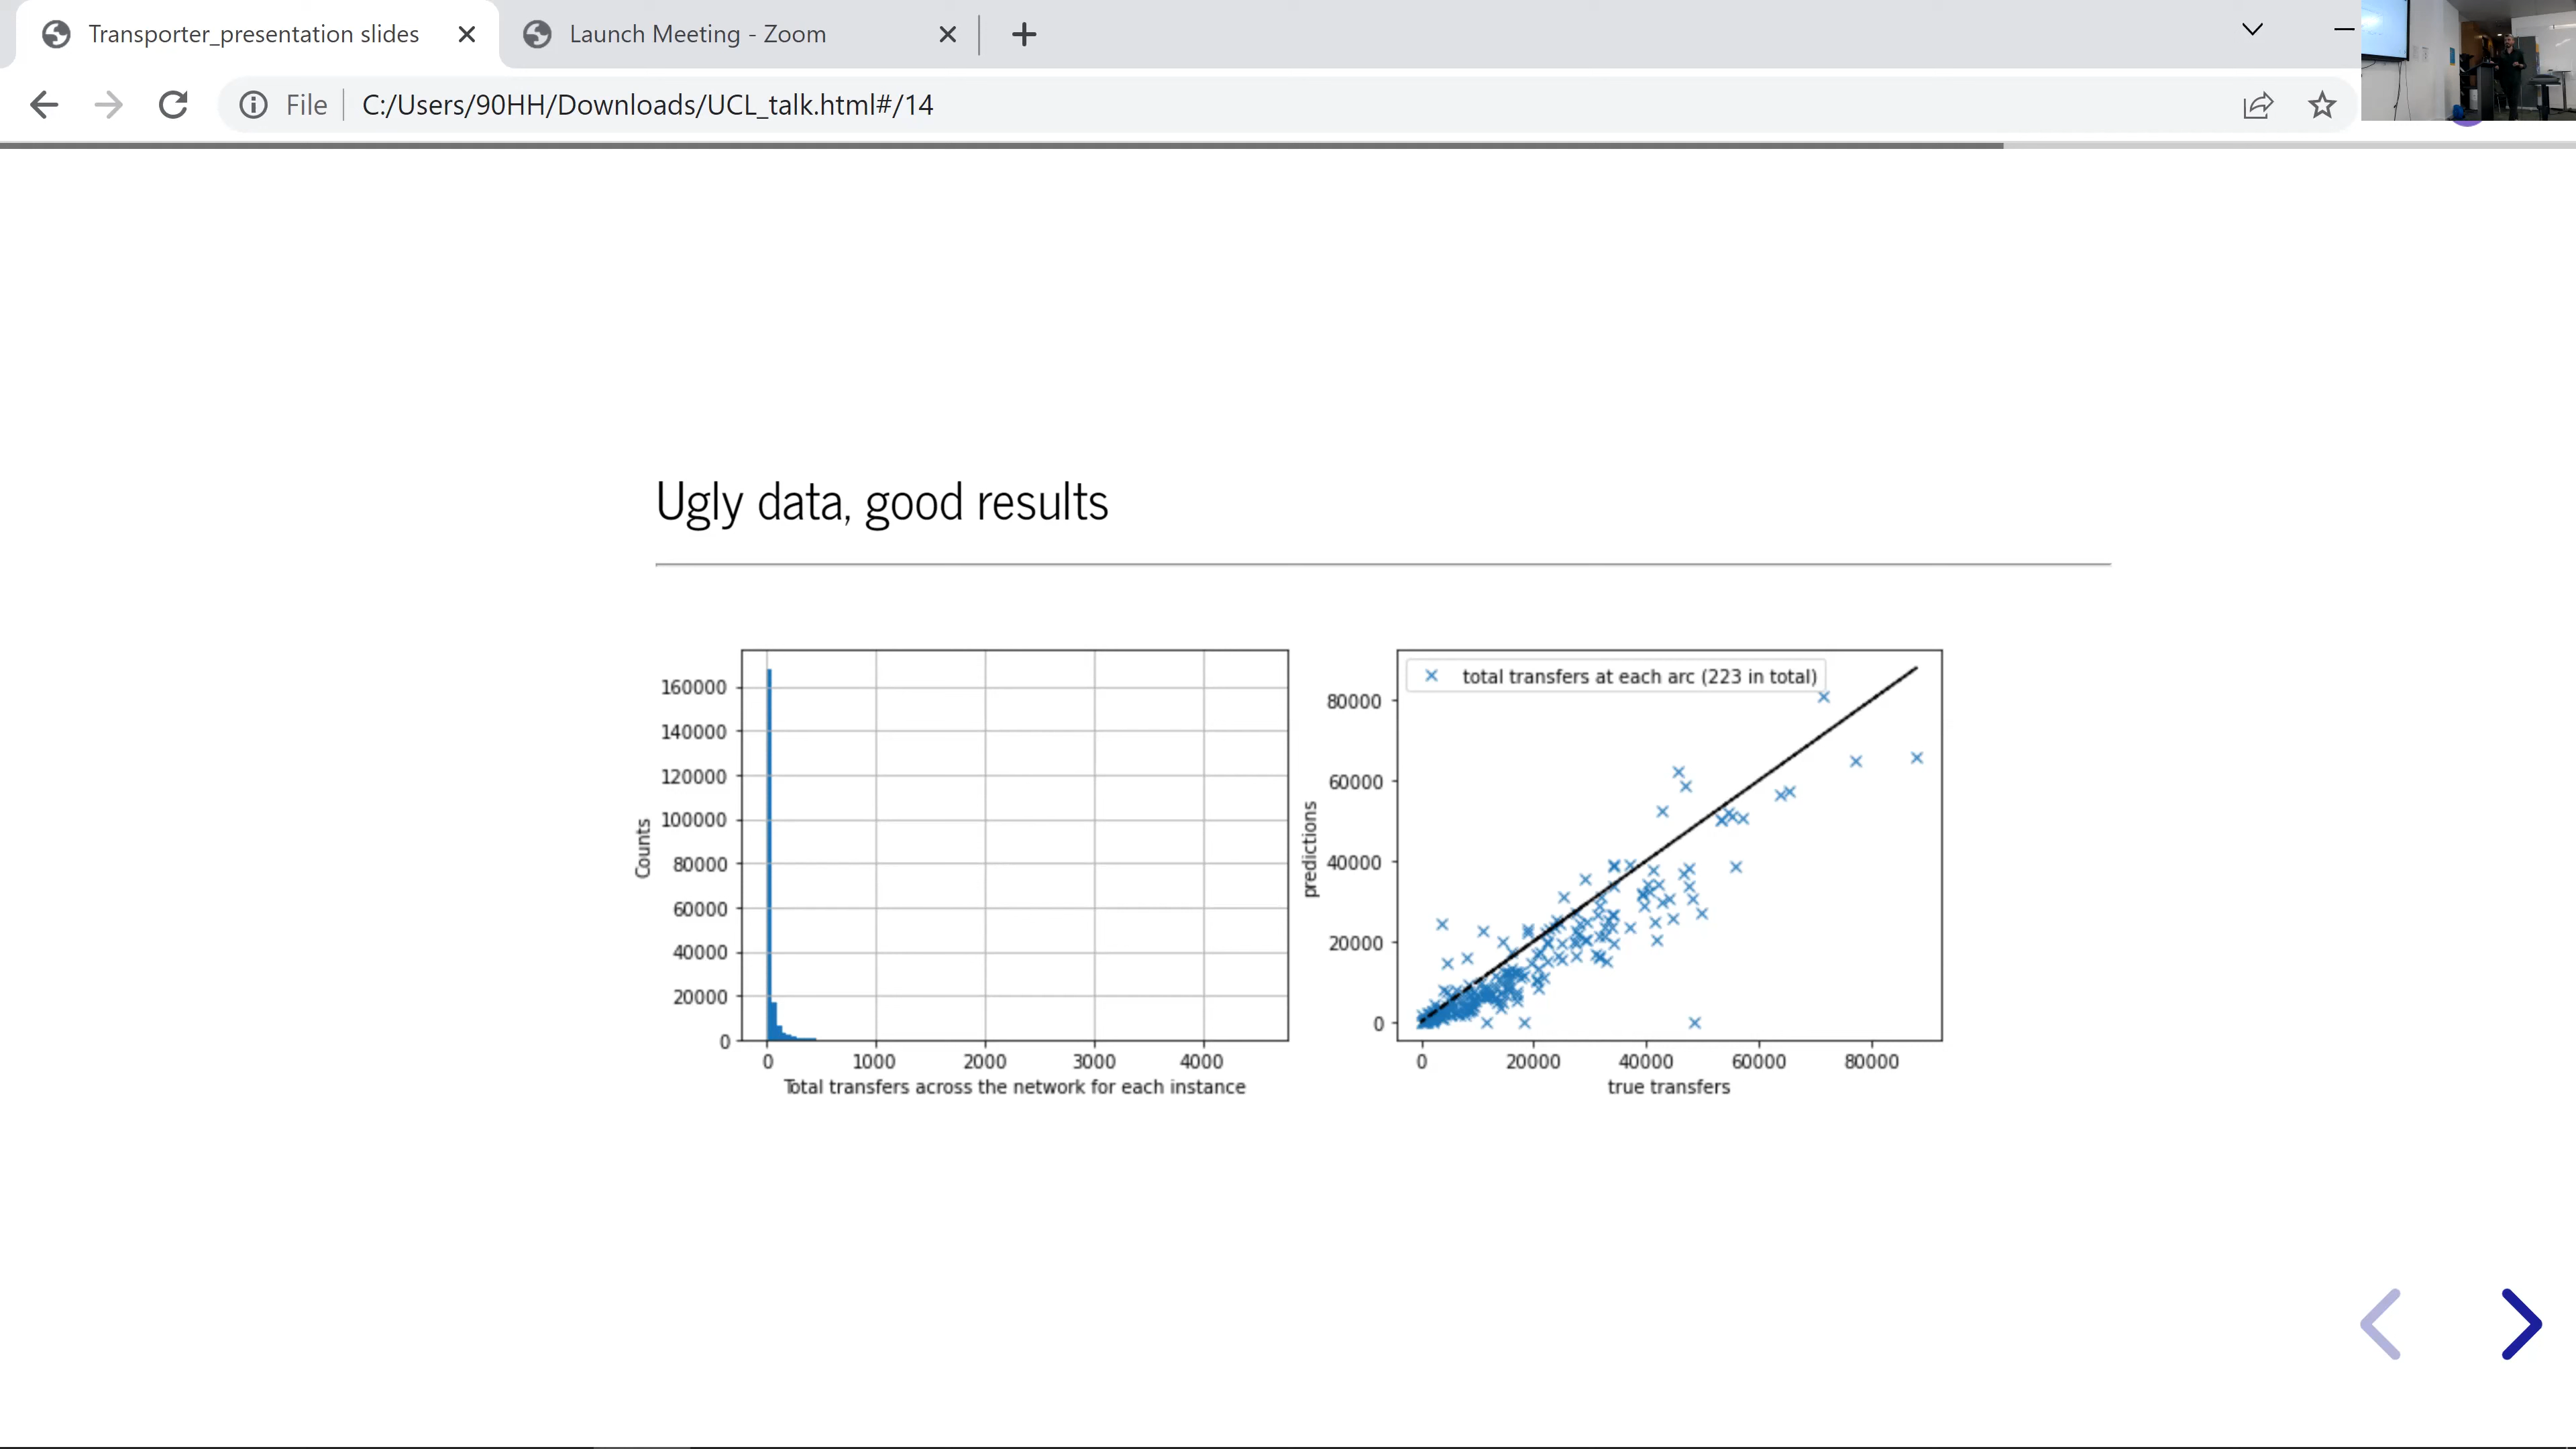 Transporter_presentation slides
Launch Meeting - Zoom
File
C:/Users/90HH/Downloads/UCL_talk.html#/14
Ugly data, good results
Counts
160000
140000
120000
100000
80000
60000
40000
20000
0
0 1000 2000 3000 4000
Total transfers across the network for each instance
total transfers at each arc (223 in total)
predictions
80000
60000
40000
20000
0
0 20000 40000 60000 80000
true transfers